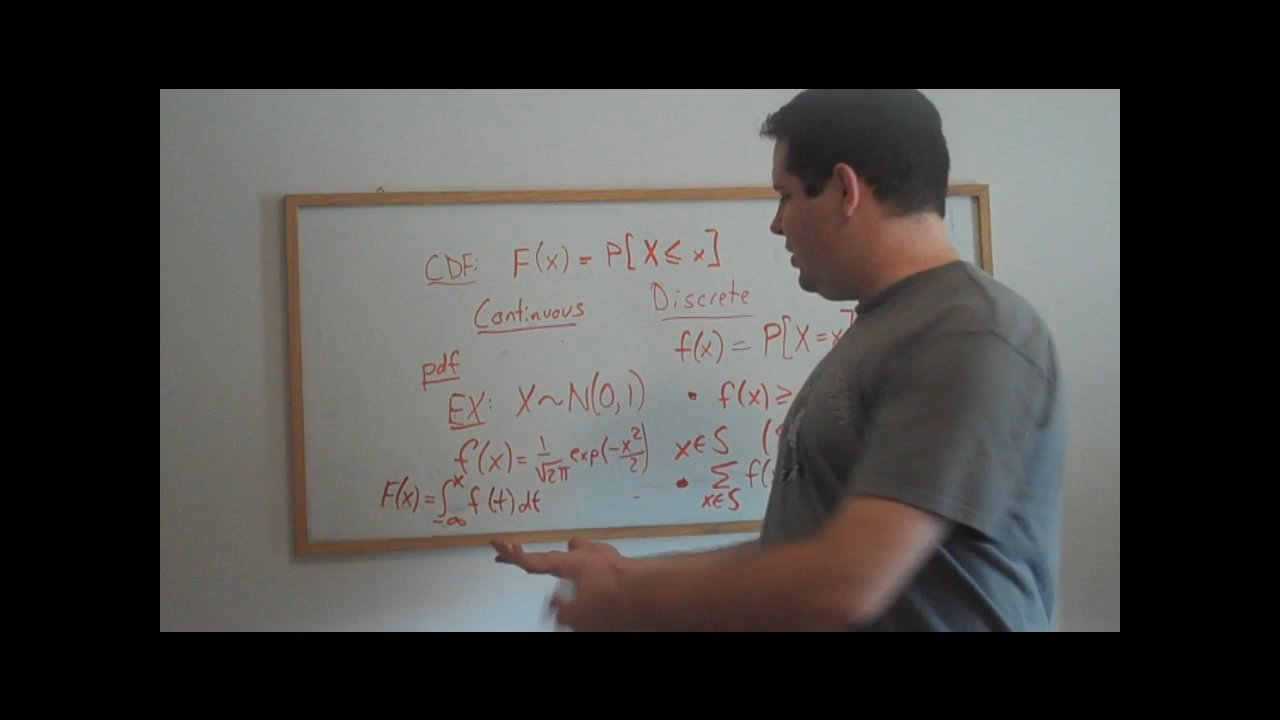 CDF: F(x) = P[X ≤ x]
Continuous
pdf
EX: X ~ N(0,1)
f(x) = 1/√2π exp(-x²/2)
F(x) = ∫_{-∞}^{x} f(t) dt
Discrete
f(x) = P[X = x]
• f(x) ≥
x ∈ S (
• Σ_{x∈S} f(